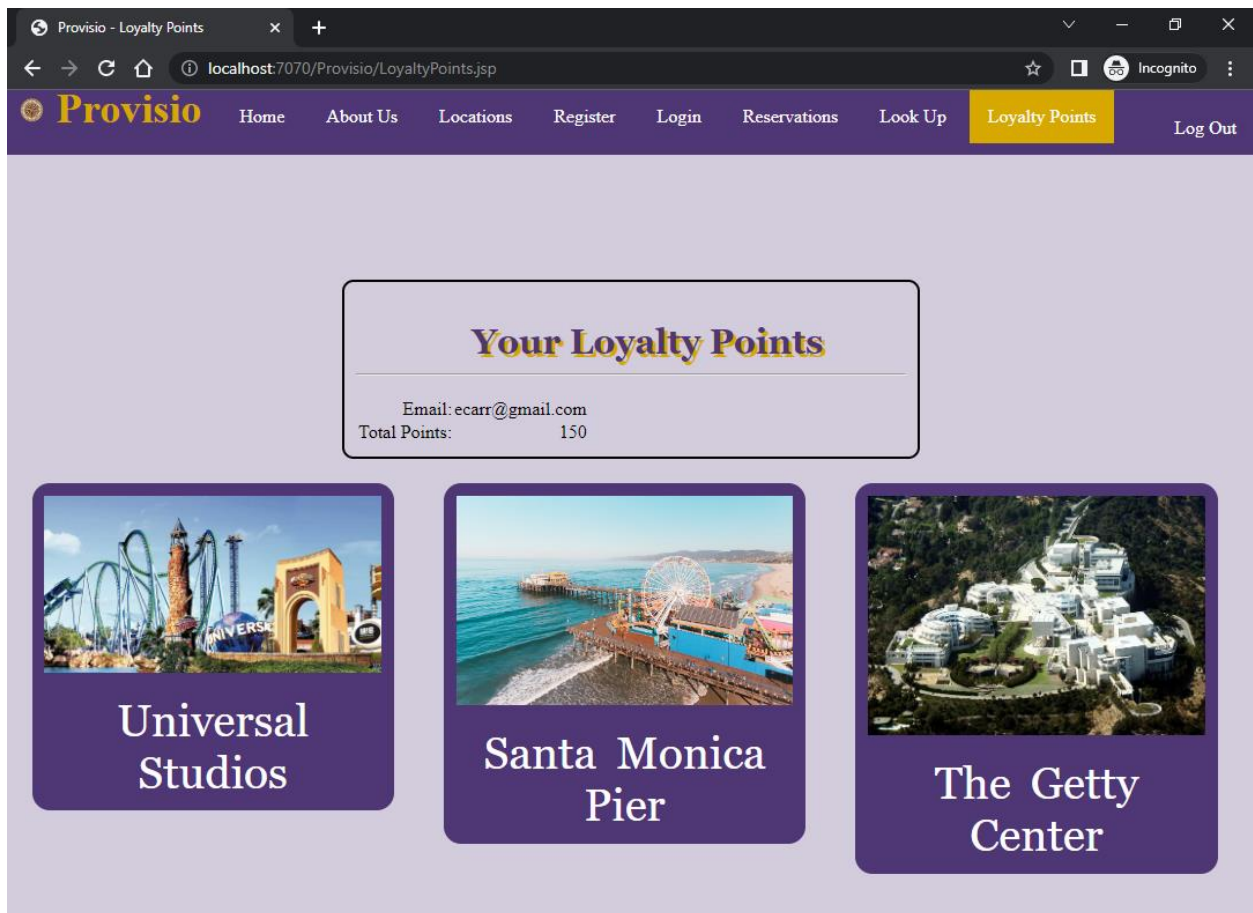 Provisio - Loyalty Points
localhost:7070/Provisio/LoyaltyPoints.jsp
Incognito
Provisio Home About Us Locations Register Login Reservations Look Up Loyalty Points Log Out
Your Loyalty Points
Email: ecarr@gmail.com
Total Points: 150
UNIVERSA
Universal
Studios
Santa Monica
Pier
The Getty
Center